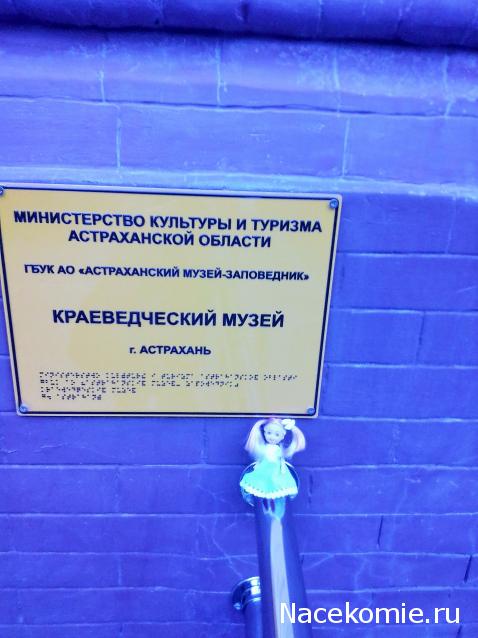 МИНИСТЕРСТВО КУЛЬТУРЫ И ТУРИЗМА
АСТРАХАНСКОЙ ОБЛАСТИ
ГБУК АО «АСТРАХАНСКИЙ МУЗЕЙ-ЗАПОВЕДНИК»
КРАЕВЕДЧЕСКИЙ МУЗЕЙ
г. АСТРАХАНЬ
Nacekomie.ru